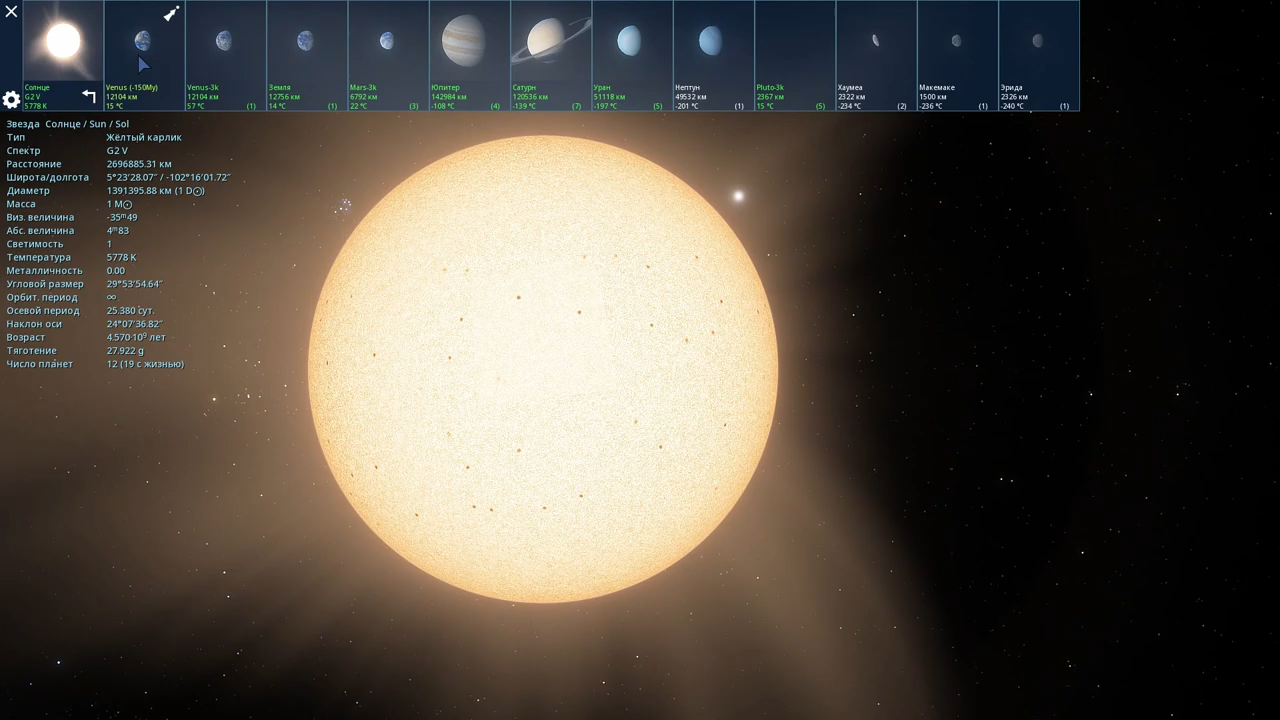 Солнце
G2 V
5778 K
Venus (-150My)
12104 км
15 °C
Venus-3k
12104 км
57 °C (1)
Земля
12756 км
14 °C (1)
Mars-3k
6792 км
22 °C (3)
Юпитер
142984 км
-108 °C (4)
Сатурн
120536 км
-139 °C (7)
Уран
51118 км
-197 °C (5)
Нептун
49532 км
-201 °C (1)
Pluto-3k
2367 км
15 °C (5)
Хаумеа
2322 км
-234 °C (2)
Макемаке
1500 км
-236 °C (1)
Эрида
2326 км
-240 °C (1)
Звезда Солнце / Sun / Sol
Тип Жёлтый карлик
Спектр G2 V
Расстояние 2696885.31 км
Широта/долгота 5°23′28.07″ / -102°16′01.72″
Диаметр 1391395.88 км (1 D☉)
Масса 1 M☉
Виз. величина -35ᵐ49
Абс. величина 4ᵐ83
Светимость 1
Температура 5778 K
Металличность 0.00
Угловой размер 29°53′54.64″
Орбит. период ∞
Осевой период 25.380 сут.
Наклон оси 24°07′36.82″
Возраст 4.570·10⁹ лет
Тяготение 27.922 g
Число планет 12 (19 с жизнью)